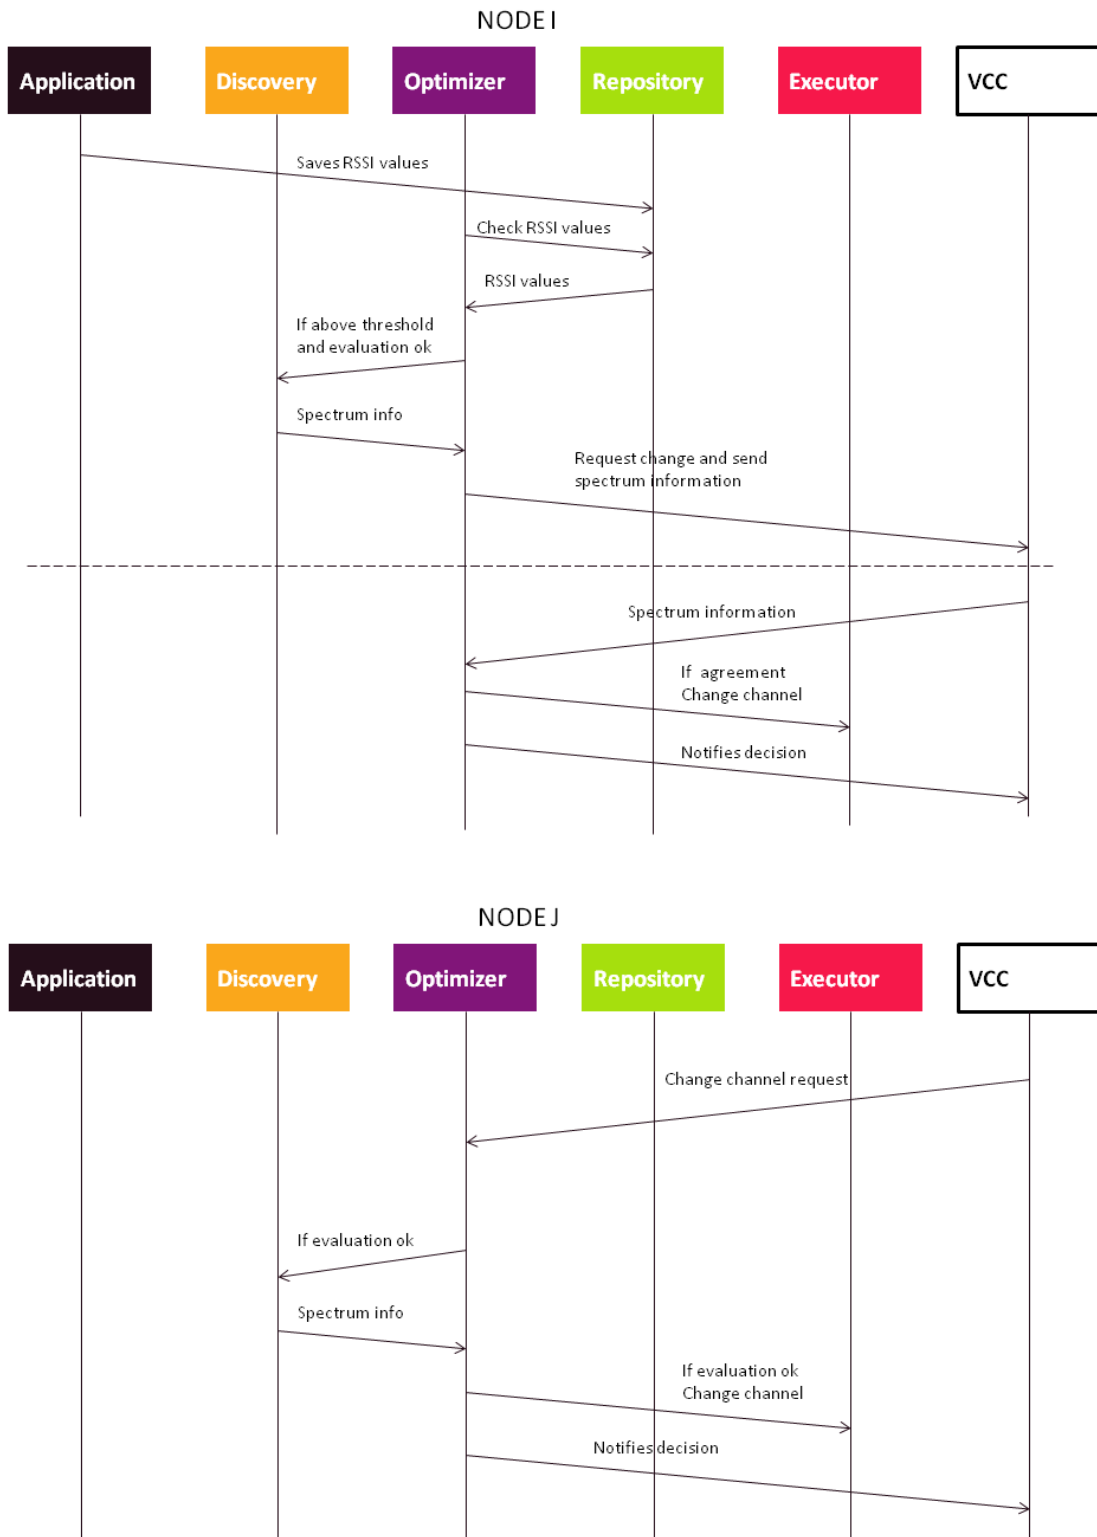 NODE I
Application
Discovery
Optimizer
Repository
Executor
VCC
Saves RSSI values
Check RSSI values
RSSI values
If above threshold
and evaluation ok
Spectrum info
Request change and send
spectrum information
Spectrum information
If agreement
Change channel
Notifies decision
NODE J
Application
Discovery
Optimizer
Repository
Executor
VCC
Change channel request
If evaluation ok
Spectrum info
If evaluation ok
Change channel
Notifies decision